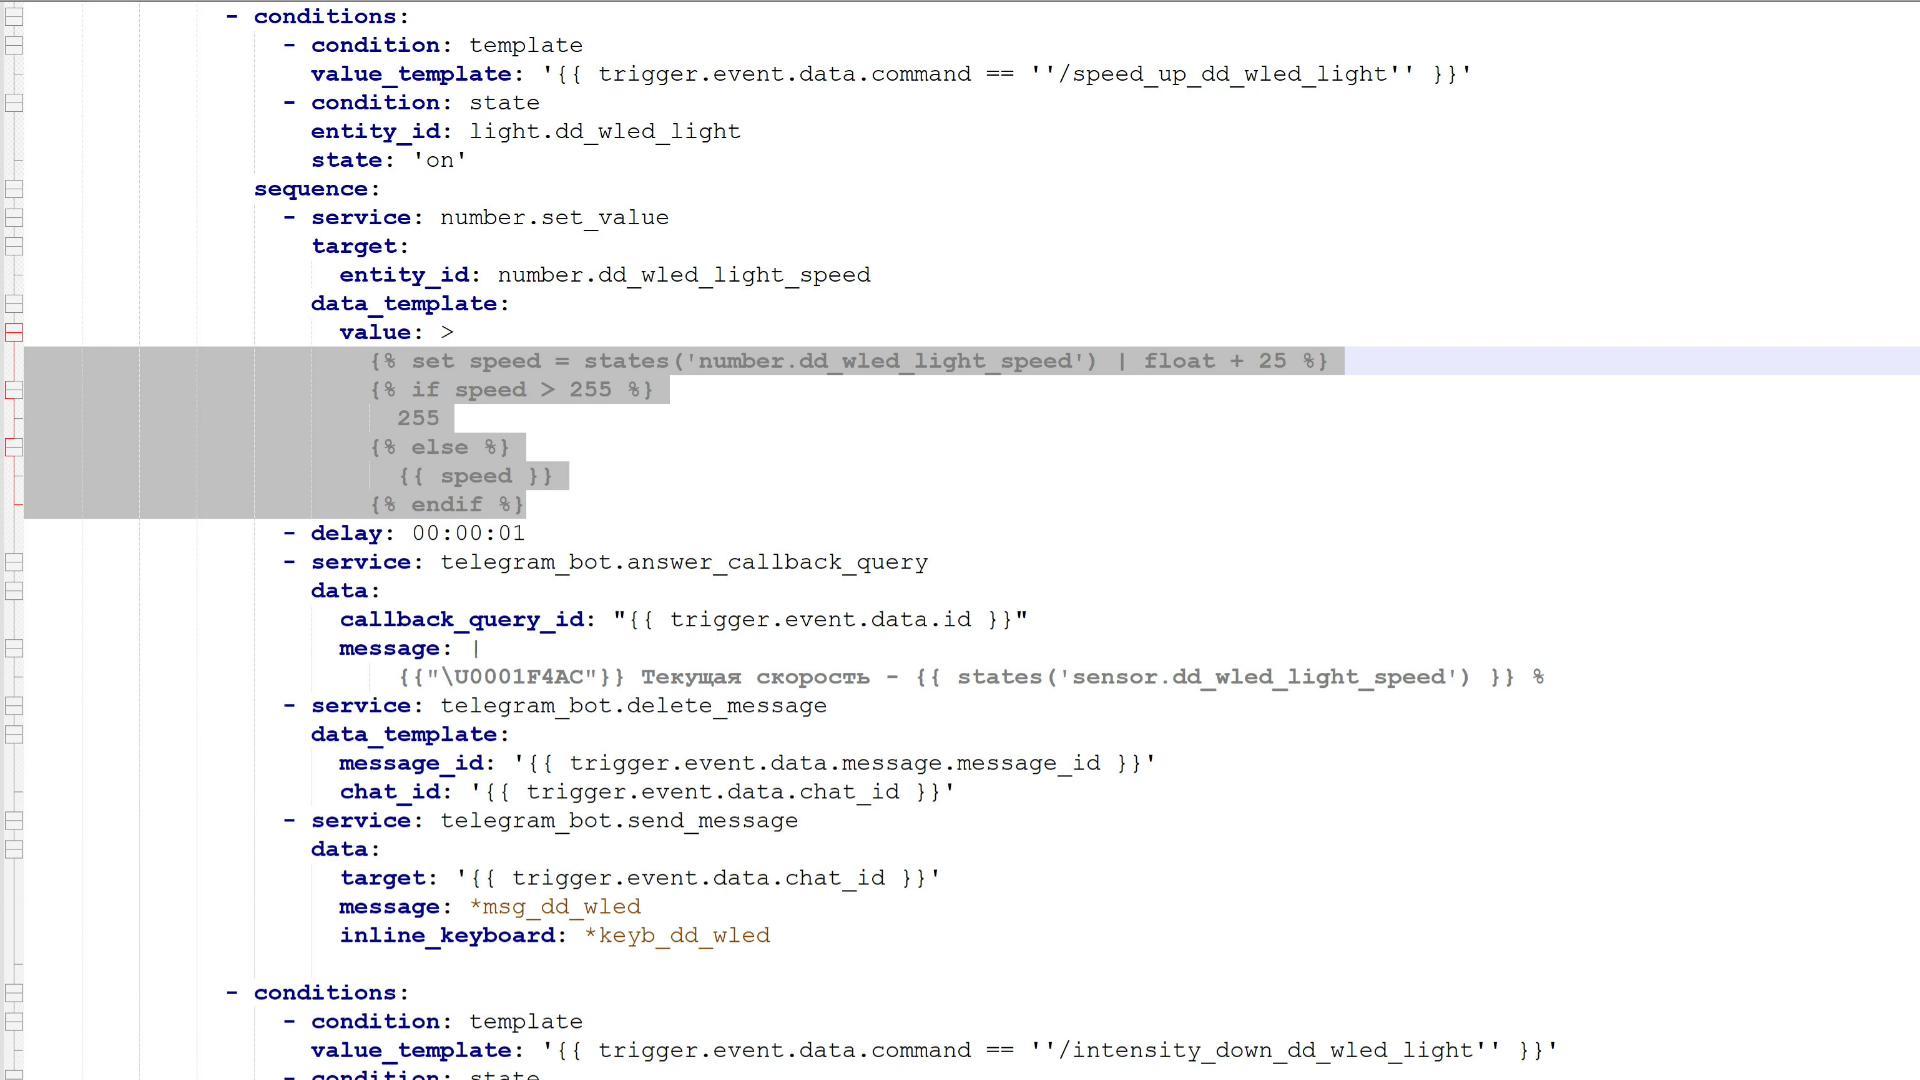 - conditions:
- condition: template
value_template: '{{ trigger.event.data.command == ''/speed_up_dd_wled_light'' }}'
- condition: state
entity_id: light.dd_wled_light
state: 'on'
sequence:
- service: number.set_value
target:
entity_id: number.dd_wled_light_speed
data_template:
value: >
{% set speed = states('number.dd_wled_light_speed') | float + 25 %}
{% if speed > 255 %}
255
{% else %}
{{ speed }}
{% endif %}
- delay: 00:00:01
- service: telegram_bot.answer_callback_query
data:
callback_query_id: "{{ trigger.event.data.id }}"
message: |
{{"\U0001F4AC"}} Текущая скорость - {{ states('sensor.dd_wled_light_speed') }} %
- service: telegram_bot.delete_message
data_template:
message_id: '{{ trigger.event.data.message.message_id }}'
chat_id: '{{ trigger.event.data.chat_id }}'
- service: telegram_bot.send_message
data:
target: '{{ trigger.event.data.chat_id }}'
message: *msg_dd_wled
inline_keyboard: *keyb_dd_wled
- conditions:
- condition: template
value_template: '{{ trigger.event.data.command == ''/intensity_down_dd_wled_light'' }}'
- condition: state